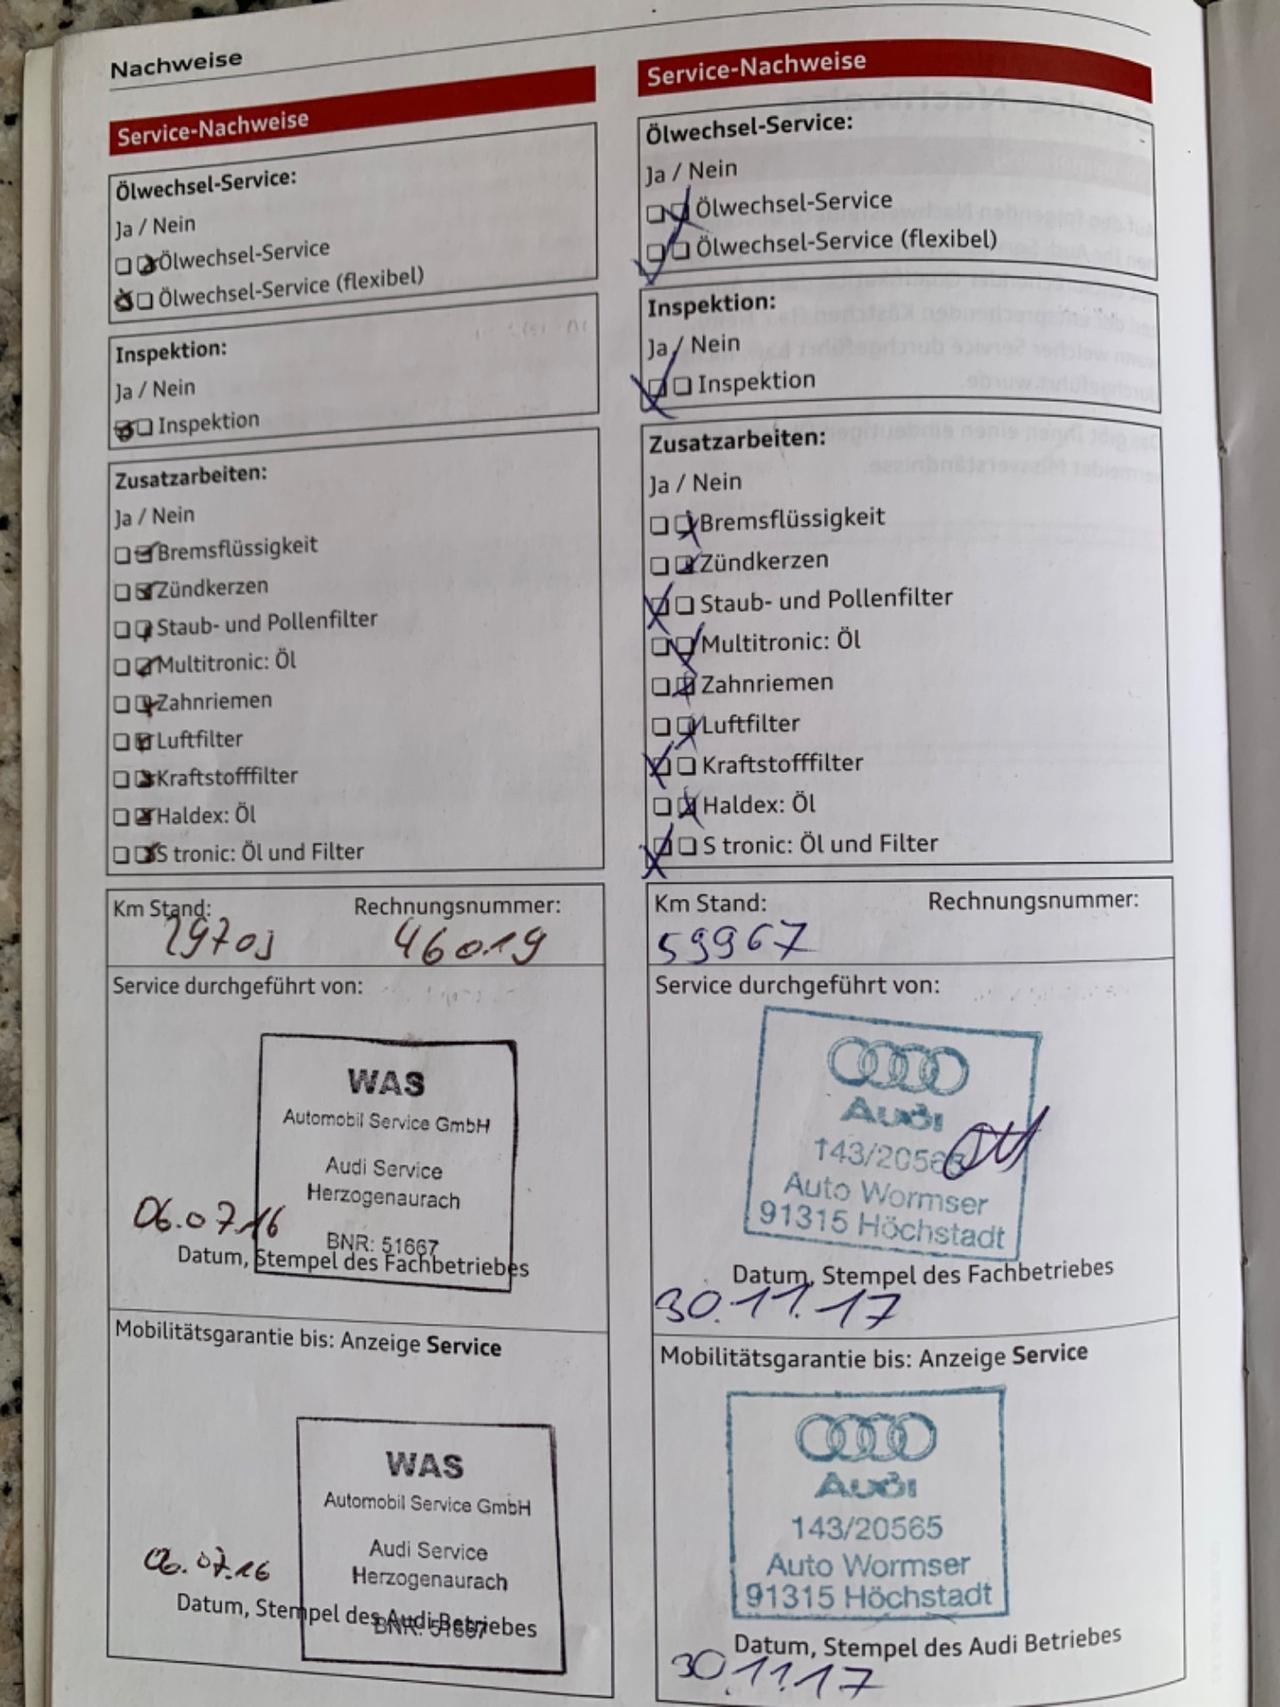 Nachweise
Service-Nachweise
Ölwechsel-Service:
Ja / Nein
Ölwechsel-Service
Ölwechsel-Service (flexibel)
Inspektion:
Ja / Nein
Inspektion
Zusatzarbeiten:
Ja / Nein
Bremsflüssigkeit
Zündkerzen
Staub- und Pollenfilter
Multitronic: Öl
Zahnriemen
Luftfilter
Kraftstofffilter
Haldex: Öl
S tronic: Öl und Filter
Km Stand: Rechnungsnummer:
46019
Service durchgeführt von:
WAS
Automobil Service GmbH
Audi Service
Herzogenaurach
06.07.16
BNR: 51667
Datum, Stempel des Fachbetriebes
Mobilitätsgarantie bis: Anzeige Service
WAS
Automobil Service GmbH
Audi Service
Herzogenaurach
06.07.16
Datum, Stempel des Audi Betriebes
BNR: 51667
Service-Nachweise
Ölwechsel-Service:
Ja / Nein
Ölwechsel-Service
Ölwechsel-Service (flexibel)
Inspektion:
Ja / Nein
Inspektion
Zusatzarbeiten:
Ja / Nein
Bremsflüssigkeit
Zündkerzen
Staub- und Pollenfilter
Multitronic: Öl
Zahnriemen
Luftfilter
Kraftstofffilter
Haldex: Öl
S tronic: Öl und Filter
Km Stand: Rechnungsnummer:
59967
Service durchgeführt von:
Audi
143/20565
Auto Wormser
91315 Höchstadt
Datum, Stempel des Fachbetriebes
30.11.17
Mobilitätsgarantie bis: Anzeige Service
Audi
143/20565
Auto Wormser
91315 Höchstadt
Datum, Stempel des Audi Betriebes
30.11.17